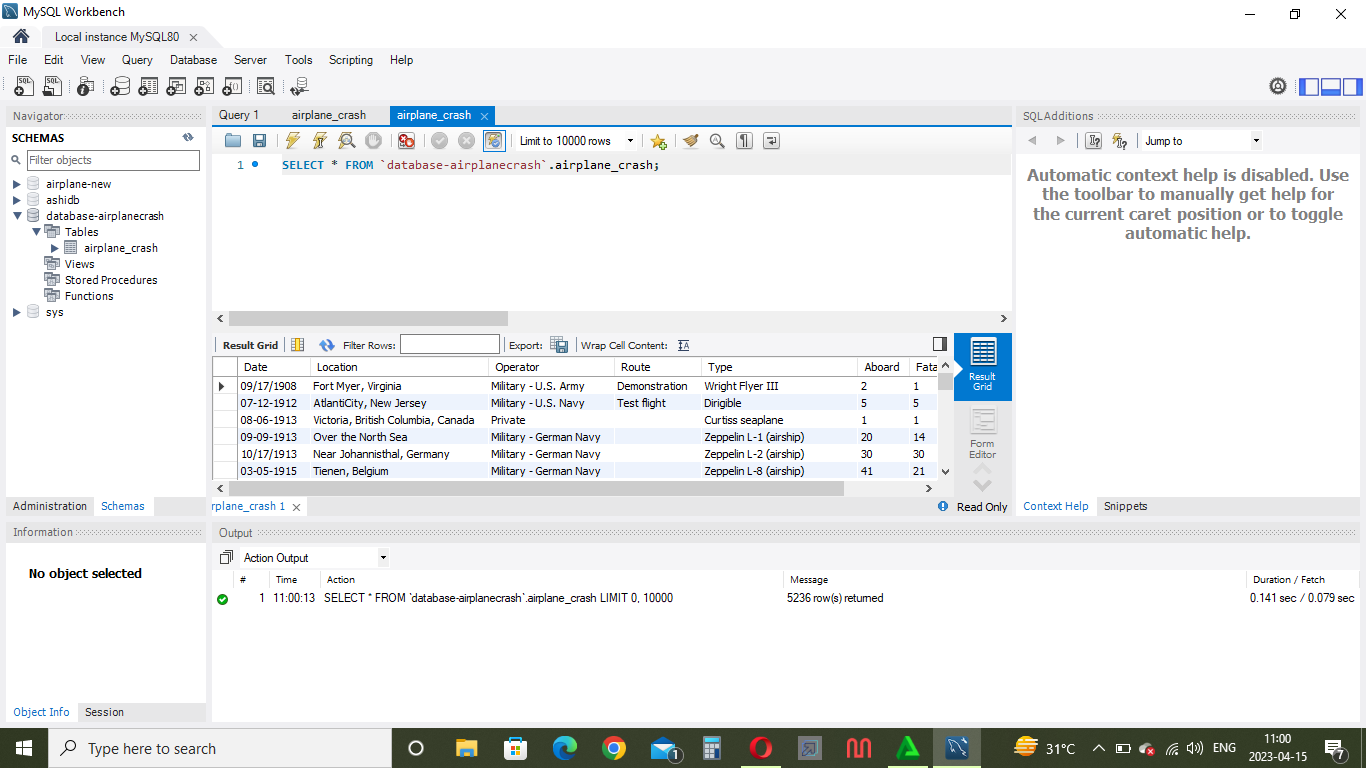 MySQL Workbench
Local instance MySQL80
File Edit View Query Database Server Tools Scripting Help
Navigator
SCHEMAS
Filter objects
airplane-new
ashidb
database-airplanecrash
Tables
airplane_crash
Views
Stored Procedures
Functions
sys
Administration Schemas
Information
No object selected
Object Info Session
Query 1 airplane_crash airplane_crash
Limit to 10000 rows
1 SELECT * FROM `database-airplanecrash`.airplane_crash;
Result Grid Filter Rows: Export: Wrap Cell Content:
Date Location Operator Route Type Aboard Fata
09/17/1908 Fort Myer, Virginia Military - U.S. Army Demonstration Wright Flyer III 2 1
07-12-1912 AtlantiCity, New Jersey Military - U.S. Navy Test flight Dirigible 5 5
08-06-1913 Victoria, British Columbia, Canada Private Curtiss seaplane 1 1
09-09-1913 Over the North Sea Military - German Navy Zeppelin L-1 (airship) 20 14
10/17/1913 Near Johannisthal, Germany Military - German Navy Zeppelin L-2 (airship) 30 30
03-05-1915 Tienen, Belgium Military - German Navy Zeppelin L-8 (airship) 41 21
Result
Grid
Form
Editor
rplane_crash 1
Read Only
SQLAdditions
Jump to
Automatic context help is disabled. Use
the toolbar to manually get help for
the current caret position or to toggle
automatic help.
Context Help Snippets
Output
Action Output
# Time Action Message Duration / Fetch
1 11:00:13 SELECT * FROM `database-airplanecrash`.airplane_crash LIMIT 0, 10000 5236 row(s) returned 0.141 sec / 0.079 sec
Type here to search
1
31°C
ENG
11:00
2023-04-15
7